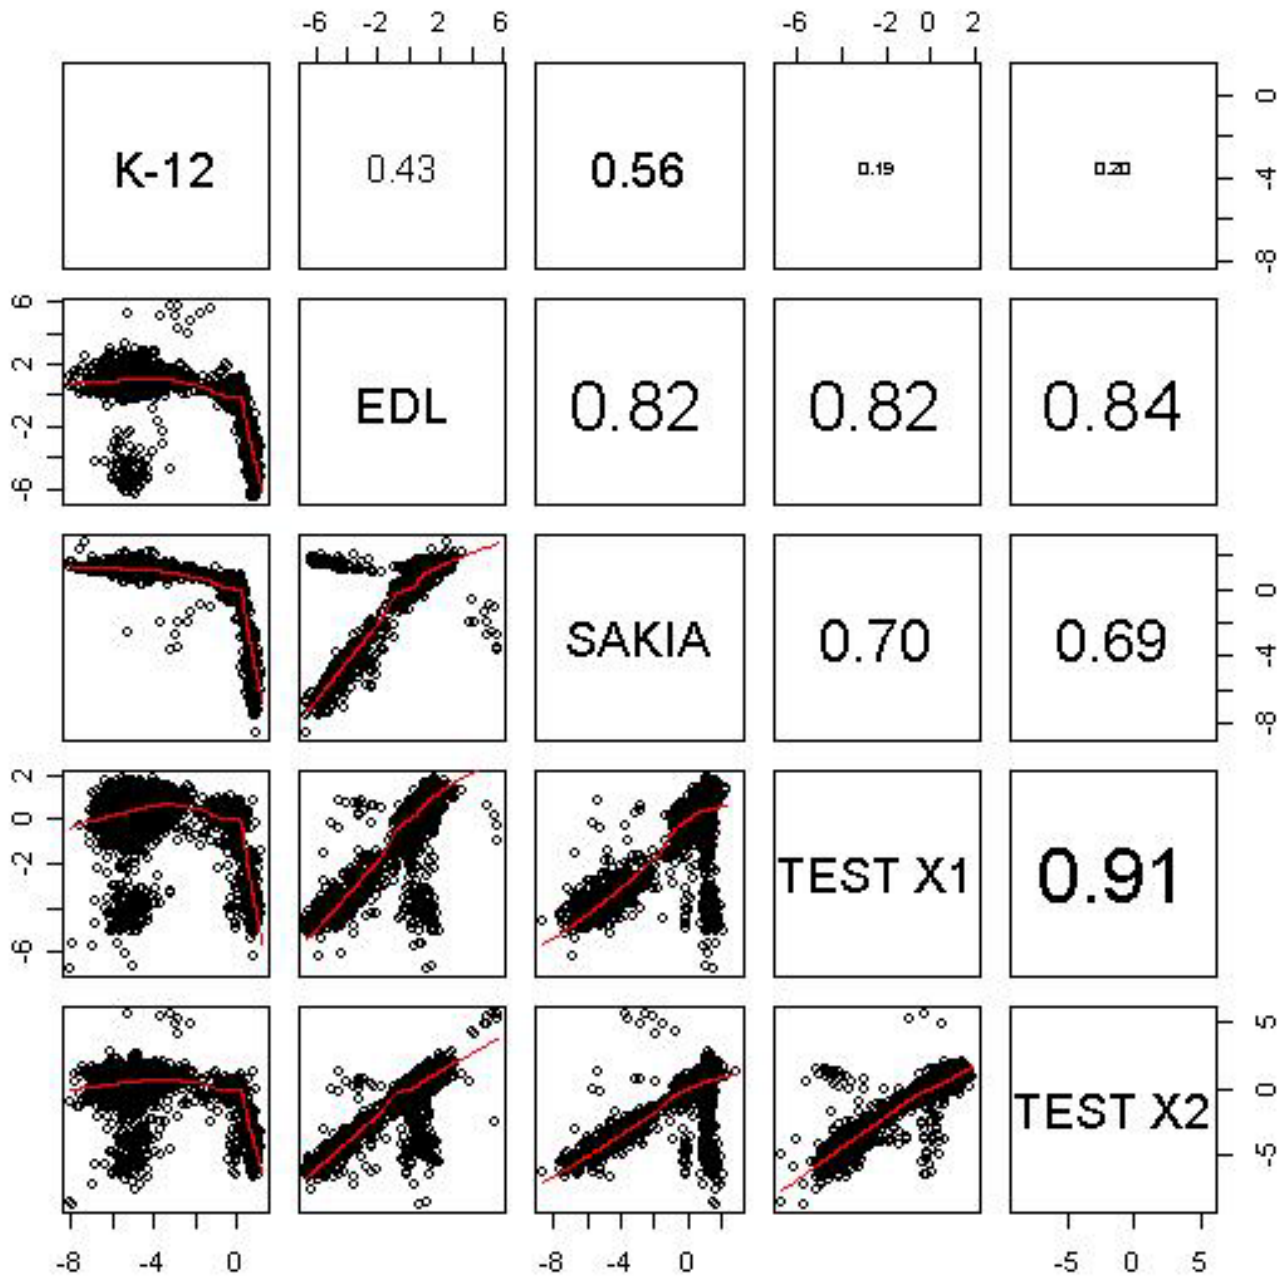 -6 -2 2 6 -6 -2 0 2
K-12 0.43 0.56 0.19 0.20
0 -4 -8
6 2 -2 -6
EDL 0.82 0.82 0.84
SAKIA 0.70 0.69
0 -4 -8
2 0 -2 -6
TEST X1 0.91
TEST X2
5 0 -5
-8 -4 0 -8 -4 0 -5 0 5